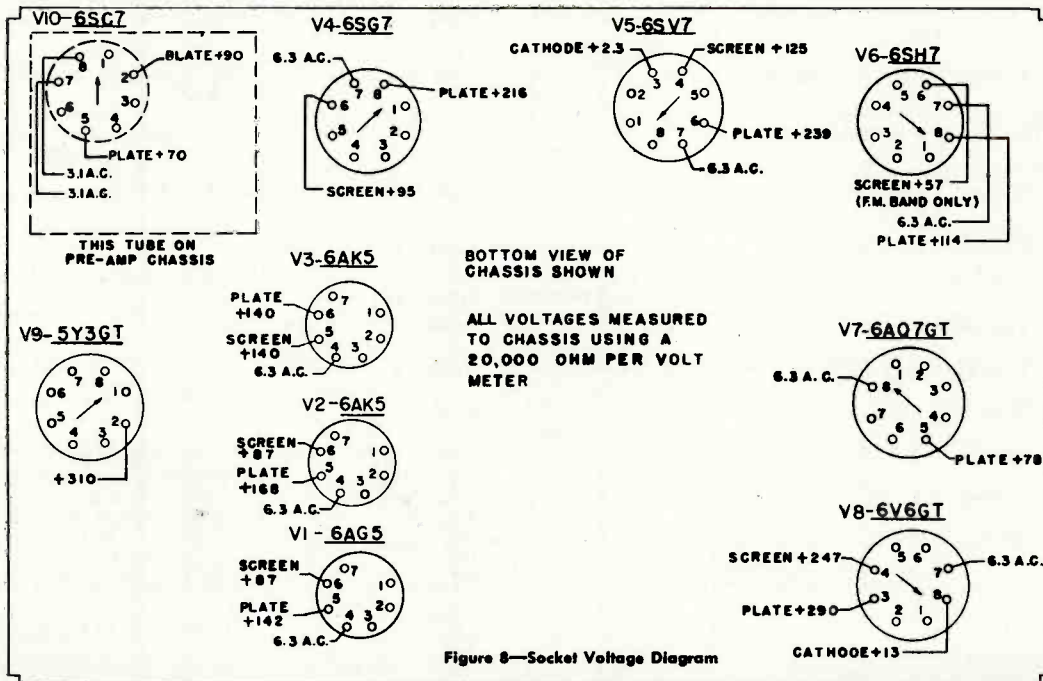 V10-6SC7
8
1
7
2
BLATE+90
6
3
5
4
PLATE+70
3.1A.C.
3.1A.C.
THIS TUBE ON
PRE-AMP CHASSIS
V4-6SG7
6.3 A.C.
7
8
PLATE+216
6
1
5
2
4
3
SCREEN+95
V5-6SV7
CATHODE+2.3
SCREEN +125
3
4
2
5
1
6
PLATE +239
8
7
6.3 A.C.
V6-6SH7
5
6
4
7
3
8
2
1
SCREEN+57
(F.M. BAND ONLY)
6.3 A.C.
PLATE+114
V3-6AK5
PLATE
+140
7
6
1
5
2
SCREEN
+140
4
3
6.3 A.C.
BOTTOM VIEW OF
CHASSIS SHOWN
ALL VOLTAGES MEASURED
TO CHASSIS USING A
20,000 OHM PER VOLT
METER
V9-5Y3GT
7
8
6
1
5
2
4
3
+310
V7-6AQ7GT
6.3 A.C.
1
2
8
3
7
4
6
5
PLATE+78
V2-6AK5
SCREEN
+87
7
6
1
PLATE
+168
5
2
4
3
6.3 A.C.
V1-6AG5
SCREEN
+87
7
6
1
5
2
PLATE
+142
4
3
6.3 A.C.
V8-6V6GT
SCREEN+247
5
6
6.3 A.C.
4
7
3
8
PLATE+290
2
1
CATHODE+13
Figure 8—Socket Voltage Diagram